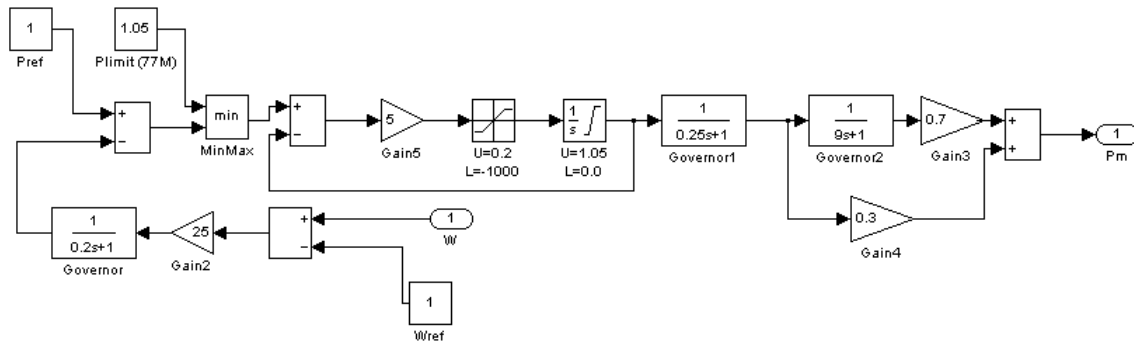 1
Pref
1.05
Plimit (77M)
+
−
min
MinMax
+
−
5
Gain5
U=0.2
L=-1000
1
s
U=1.05
L=0.0
1
0.25s+1
Governor1
1
9s+1
Governor2
0.7
Gain3
+
+
1
Pm
0.3
Gain4
1
0.2s+1
Governor
25
Gain2
+
−
1
W
1
Wref